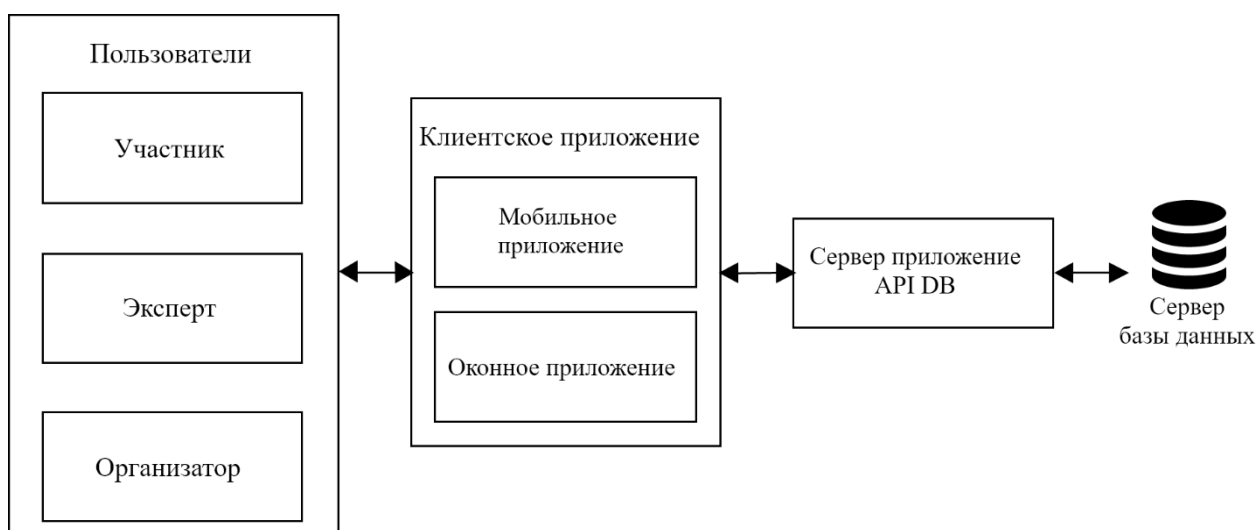 Пользователи
Участник
Эксперт
Организатор
Клиентское приложение
Мобильное
приложение
Оконное приложение
Сервер приложение
API DB
Сервер
базы данных